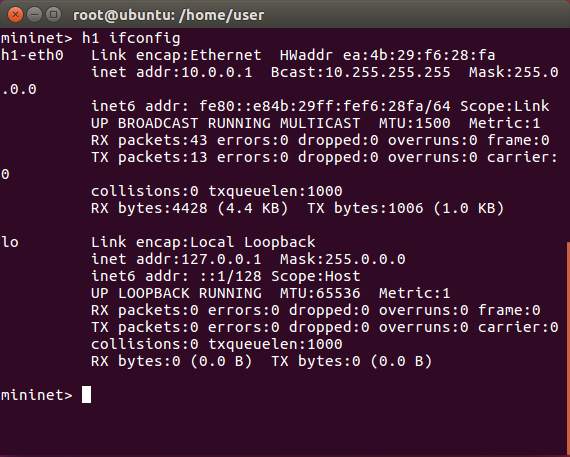 root@ubuntu: /home/user
mininet> h1 ifconfig
h1-eth0   Link encap:Ethernet  HWaddr ea:4b:29:f6:28:fa
          inet addr:10.0.0.1  Bcast:10.255.255.255  Mask:255.0
.0.0
          inet6 addr: fe80::e84b:29ff:fef6:28fa/64 Scope:Link
          UP BROADCAST RUNNING MULTICAST  MTU:1500  Metric:1
          RX packets:43 errors:0 dropped:0 overruns:0 frame:0
          TX packets:13 errors:0 dropped:0 overruns:0 carrier:
0
          collisions:0 txqueuelen:1000
          RX bytes:4428 (4.4 KB)  TX bytes:1006 (1.0 KB)
lo        Link encap:Local Loopback
          inet addr:127.0.0.1  Mask:255.0.0.0
          inet6 addr: ::1/128 Scope:Host
          UP LOOPBACK RUNNING  MTU:65536  Metric:1
          RX packets:0 errors:0 dropped:0 overruns:0 frame:0
          TX packets:0 errors:0 dropped:0 overruns:0 carrier:0
          collisions:0 txqueuelen:1000
          RX bytes:0 (0.0 B)  TX bytes:0 (0.0 B)
mininet>